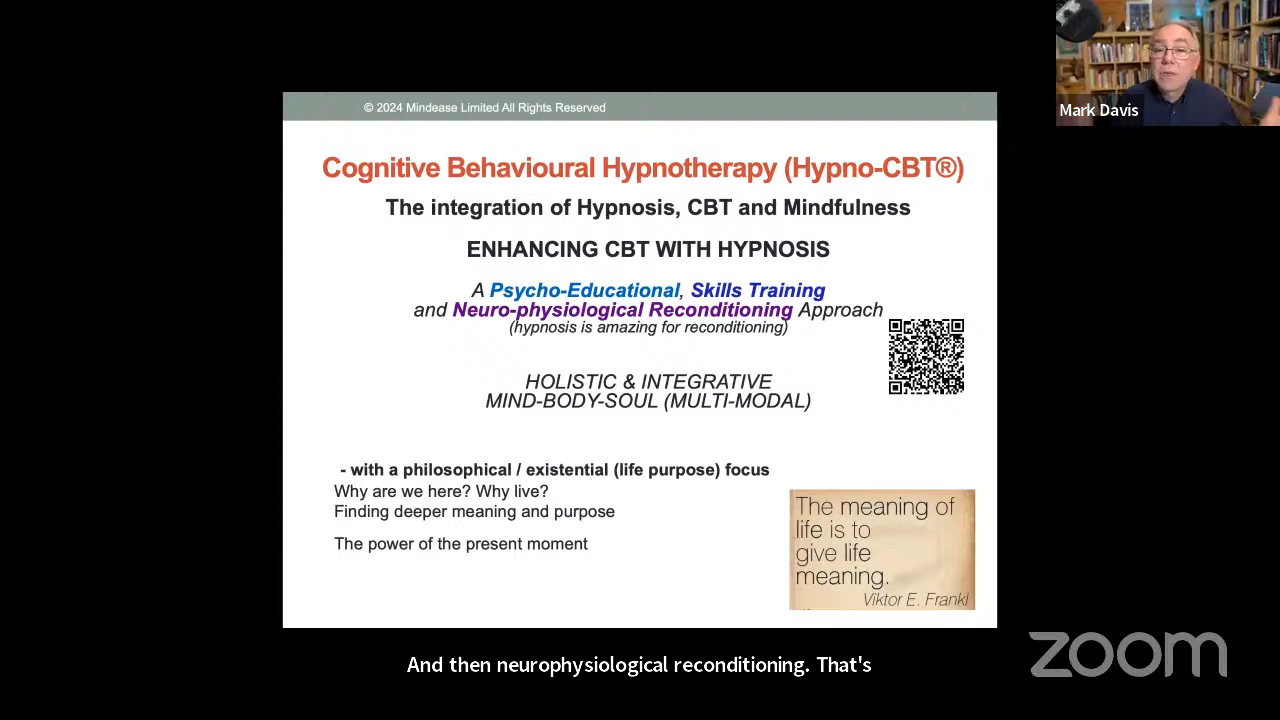 © 2024 Mindease Limited All Rights Reserved
Mark Davis
Cognitive Behavioural Hypnotherapy (Hypno-CBT®)
The integration of Hypnosis, CBT and Mindfulness
ENHANCING CBT WITH HYPNOSIS
A Psycho-Educational, Skills Training
and Neuro-physiological Reconditioning Approach
(hypnosis is amazing for reconditioning)
HOLISTIC & INTEGRATIVE
MIND-BODY-SOUL (MULTI-MODAL)
- with a philosophical / existential (life purpose) focus
Why are we here? Why live?
Finding deeper meaning and purpose
The power of the present moment
The meaning of
life is to
give life
meaning.
Viktor E. Frankl
And then neurophysiological reconditioning. That's
zoom